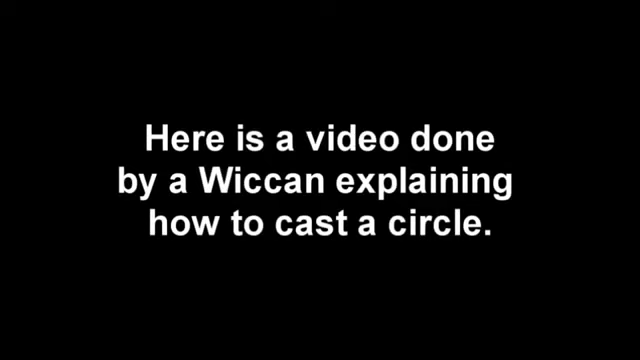 Here is a video done
by a Wiccan explaining
how to cast a circle.